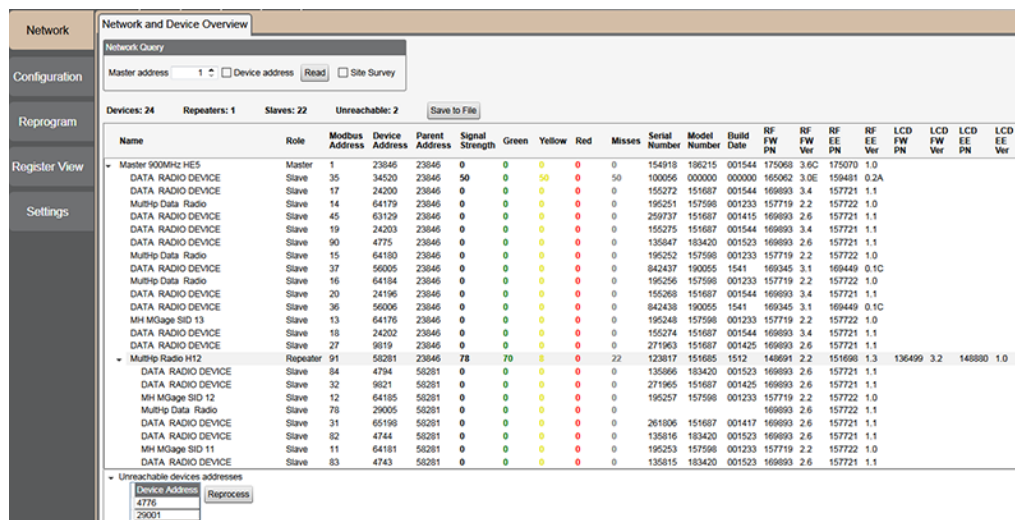 Network
Configuration
Reprogram
Register View
Settings
Network and Device Overview
Network Query
Master address 1 Device address Read Site Survey
Devices: 24 Repeaters: 1 Slaves: 22 Unreachable: 2 Save to File
Name Role Modbus Address Device Address Parent Address Signal Strength Green Yellow Red Misses Serial Number Model Number Build Date RF FW PN RF FW Ver RF EE PN RF EE Ver LCD FW PN LCD FW Ver LCD EE PN LCD EE Ver
Master 900MHz HE5 Master 1 23846 23846 0 0 0 0 0 154918 186215 001544 175068 3.6C 175070 1.0
DATA RADIO DEVICE Slave 35 34520 23846 50 0 50 0 50 100056 000000 000000 165062 3.0E 159481 0.2A
DATA RADIO DEVICE Slave 17 24200 23846 0 0 0 0 0 155272 151687 001544 169893 3.4 157721 1.1
MultHp Data Radio Slave 14 64179 23846 0 0 0 0 0 195251 157598 001233 157719 2.2 157722 1.0
DATA RADIO DEVICE Slave 45 63129 23846 0 0 0 0 0 259737 151687 001415 169893 2.6 157721 1.1
DATA RADIO DEVICE Slave 19 24203 23846 0 0 0 0 0 155275 151687 001544 169893 3.4 157721 1.1
DATA RADIO DEVICE Slave 90 4775 23846 0 0 0 0 0 135847 183420 001523 169893 2.6 157721 1.1
MultHp Data Radio Slave 15 64180 23846 0 0 0 0 0 195252 157598 001233 157719 2.2 157722 1.0
DATA RADIO DEVICE Slave 37 56005 23846 0 0 0 0 0 842437 190055 1541 169345 3.1 169449 0.1C
MultHp Data Radio Slave 16 64184 23846 0 0 0 0 0 195256 157598 001233 157719 2.2 157722 1.0
DATA RADIO DEVICE Slave 20 24196 23846 0 0 0 0 0 155268 151687 001544 169893 3.4 157721 1.1
DATA RADIO DEVICE Slave 36 56006 23846 0 0 0 0 0 842438 190055 1541 169345 3.1 169449 0.1C
MH MGage SID 13 Slave 13 64176 23846 0 0 0 0 0 195248 157598 001233 157719 2.2 157722 1.0
DATA RADIO DEVICE Slave 18 24202 23846 0 0 0 0 0 155274 151687 001544 169893 3.4 157721 1.1
DATA RADIO DEVICE Slave 27 9819 23846 0 0 0 0 0 271963 151687 001425 169893 2.6 157721 1.1
MultHp Radio H12 Repeater 91 58281 23846 78 70 8 0 22 123817 151685 1512 148691 2.2 151698 1.3 136499 3.2 148880 1.0
DATA RADIO DEVICE Slave 84 4794 58281 0 0 0 0 0 135866 183420 001523 169893 2.6 157721 1.1
DATA RADIO DEVICE Slave 32 9821 58281 0 0 0 0 0 271965 151687 001425 169893 2.6 157721 1.1
MH MGage SID 12 Slave 12 64185 58281 0 0 0 0 0 195257 157598 001233 157719 2.2 157722 1.0
MultHp Data Radio Slave 78 29005 58281 0 0 0 0 0 169893 2.6 157722 1.1
DATA RADIO DEVICE Slave 31 65198 58281 0 0 0 0 0 261806 151687 001417 169893 2.6 157721 1.1
DATA RADIO DEVICE Slave 82 4744 58281 0 0 0 0 0 135816 183420 001523 169893 2.6 157721 1.1
MH MGage SID 11 Slave 11 64181 58281 0 0 0 0 0 195253 157598 001233 157719 2.2 157722 1.0
DATA RADIO DEVICE Slave 83 4743 58281 0 0 0 0 0 135815 183420 001523 169893 2.6 157721 1.1
Unreachable devices addresses
Device Address Reprocess
4776
29001